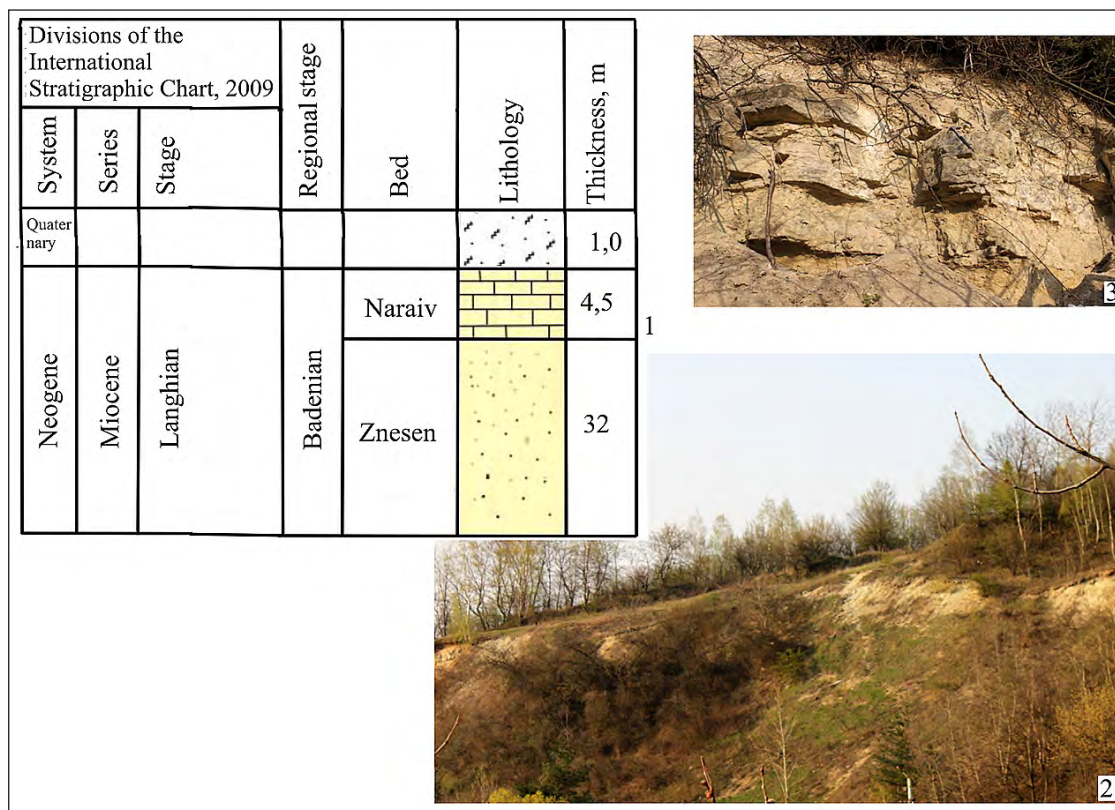 Divisions of the
International
Stratigraphic Chart, 2009
System
Series
Stage
Regional stage
Bed
Lithology
Thickness, m
Quater
nary
1,0
Neogene
Miocene
Langhian
Badenian
Naraiv
4,5
Znesen
32
1
3
2